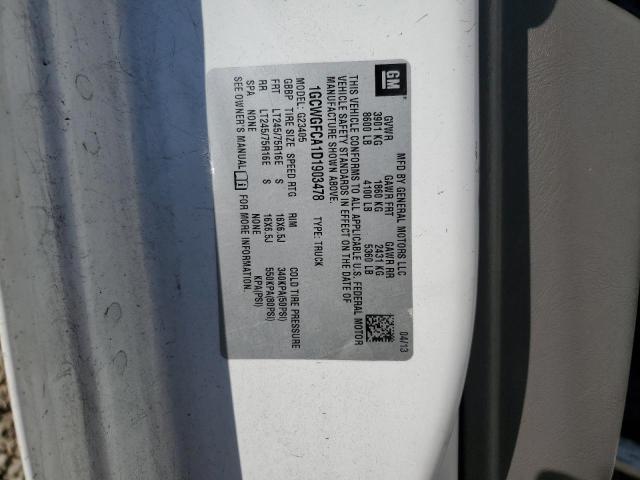 GM
MFD BY GENERAL MOTORS LLC
04/13
GVWR GAWR FRT GAWR RR
3901 KG 1860 KG 2431 KG
8600 LB 4100 LB 5360 LB
THIS VEHICLE CONFORMS TO ALL APPLICABLE U.S. FEDERAL MOTOR
VEHICLE SAFETY STANDARDS IN EFFECT ON THE DATE OF
MANUFACTURE SHOWN ABOVE.
1GCWGFCA1D1903478 TYPE: TRUCK
MODEL: G23405
GBBP TIRE SIZE SPEED RTG RIM COLD TIRE PRESSURE
FRT LT245/75R16E S 16X6.5J 340KPA(50PSI)
RR LT245/75R16E S 16X6.5J 550KPA(80PSI)
SPA NONE NONE KPA(PSI)
SEE OWNER'S MANUAL FOR MORE INFORMATION.